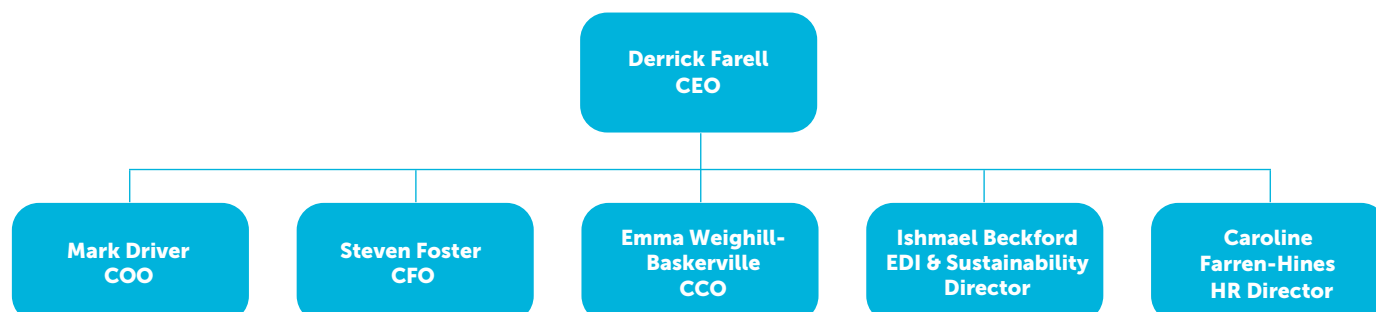 Derrick Farell
CEO
Mark Driver
COO
Steven Foster
CFO
Emma Weighill-
Baskerville
CCO
Ishmael Beckford
EDI & Sustainability
Director
Caroline
Farren-Hines
HR Director